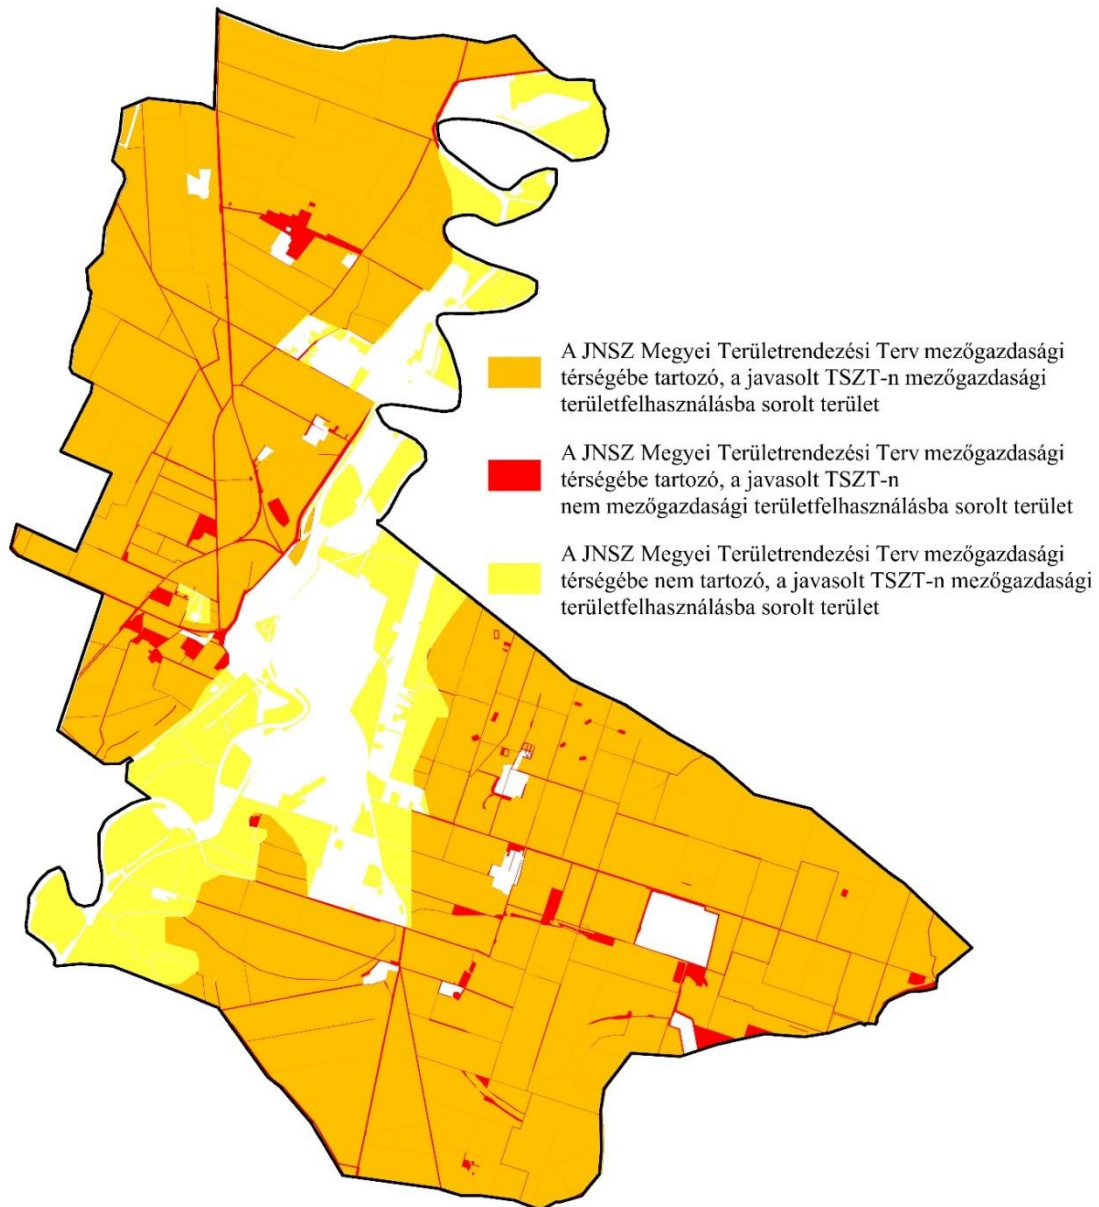 A JNSZ Megyei Területrendezési Terv mezőgazdasági
térségébe tartozó, a javasolt TSZT-n mezőgazdasági
területfelhasználásba sorolt terület
A JNSZ Megyei Területrendezési Terv mezőgazdasági
térségébe tartozó, a javasolt TSZT-n
nem mezőgazdasági területfelhasználásba sorolt terület
A JNSZ Megyei Területrendezési Terv mezőgazdasági
térségébe nem tartozó, a javasolt TSZT-n mezőgazdasági
területfelhasználásba sorolt terület